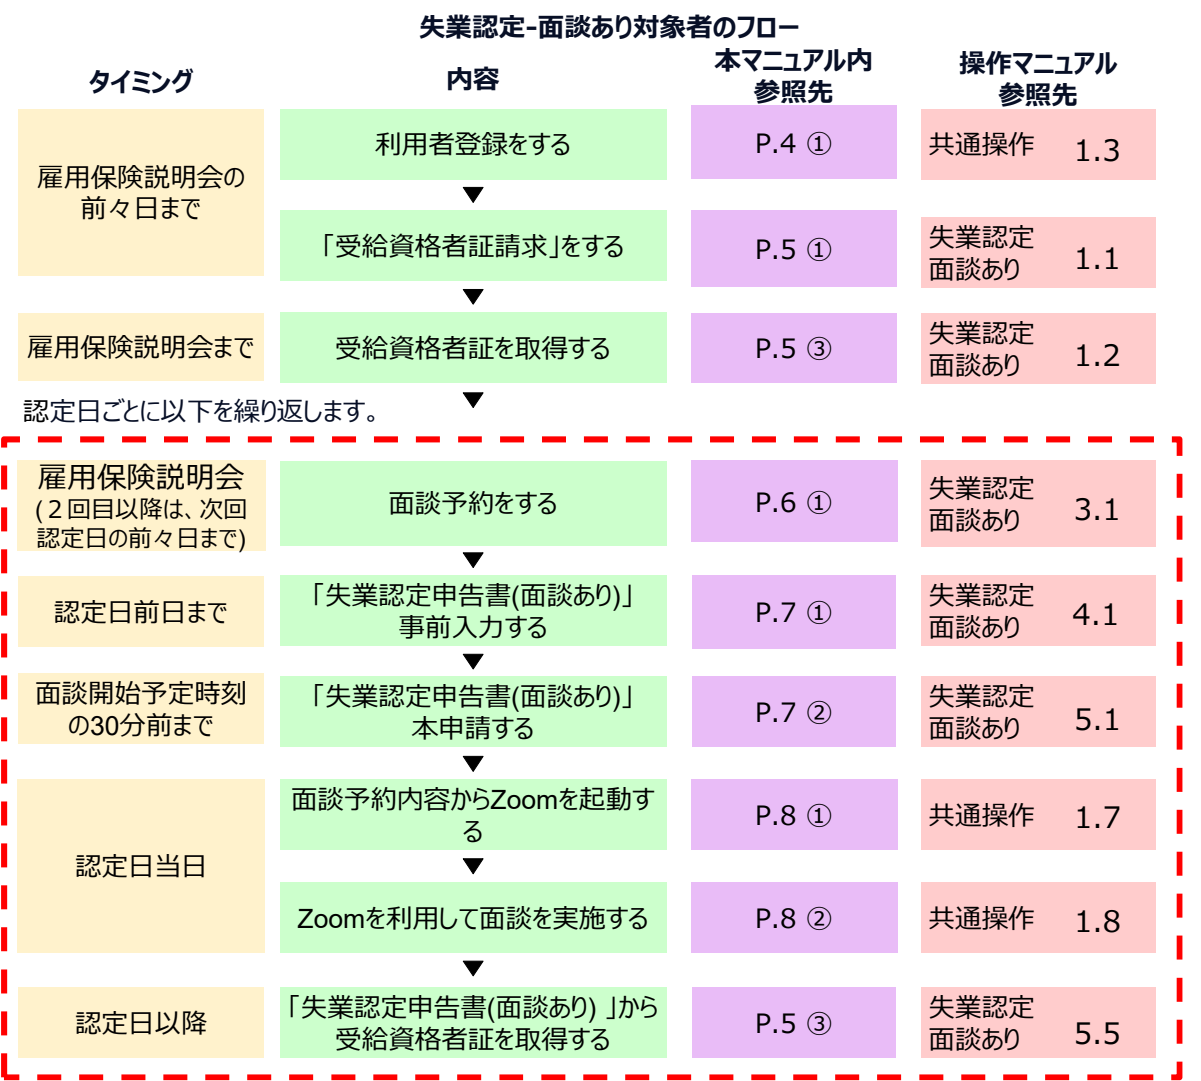 失業認定-面談あり対象者のフロー
タイミング
内容
本マニュアル内
参照先
操作マニュアル
参照先
雇用保険説明会の
前々日まで
利用者登録をする
P.4 ①
共通操作 1.3
「受給資格者証請求」をする
P.5 ①
失業認定
面談あり 1.1
雇用保険説明会まで
受給資格者証を取得する
P.5 ③
失業認定
面談あり 1.2
認定日ごとに以下を繰り返します。
雇用保険説明会
(２回目以降は、次回
認定日の前々日まで)
面談予約をする
P.6 ①
失業認定
面談あり 3.1
認定日前日まで
「失業認定申告書(面談あり)」
事前入力する
P.7 ①
失業認定
面談あり 4.1
面談開始予定時刻
の30分前まで
「失業認定申告書(面談あり)」
本申請する
P.7 ②
失業認定
面談あり 5.1
認定日当日
面談予約内容からZoomを起動す
る
P.8 ①
共通操作 1.7
Zoomを利用して面談を実施する
P.8 ②
共通操作 1.8
認定日以降
「失業認定申告書(面談あり) 」から
受給資格者証を取得する
P.5 ③
失業認定
面談あり 5.5